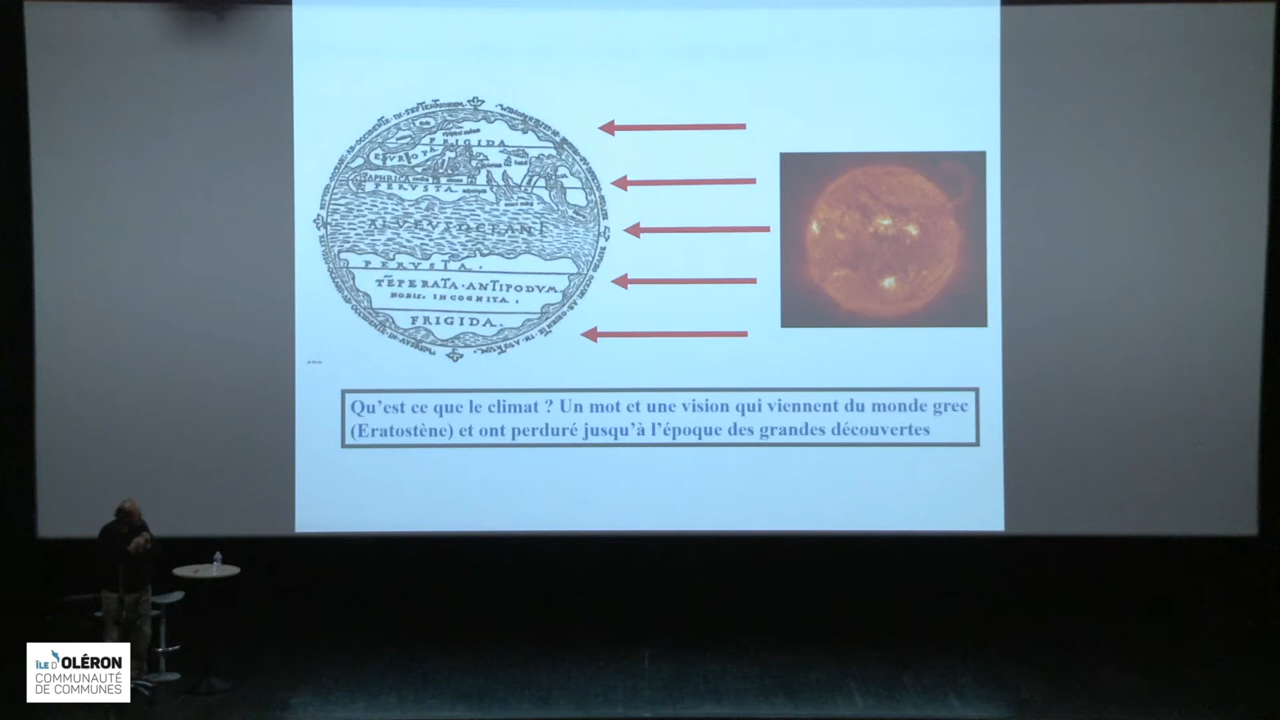 FRIGIDA
EVROPA
APHRICA
PERVSTA
ALVEVS OCEANI
PERVSTA.
TĒPERATA·ANTIPODVM
NOBIS, INCOGNITA.
FRIGIDA.
Qu'est ce que le climat ? Un mot et une vision qui viennent du monde grec
(Eratostène) et ont perduré jusqu'à l'époque des grandes découvertes
ÎLE D'OLÉRON
COMMUNAUTÉ
DE COMMUNES